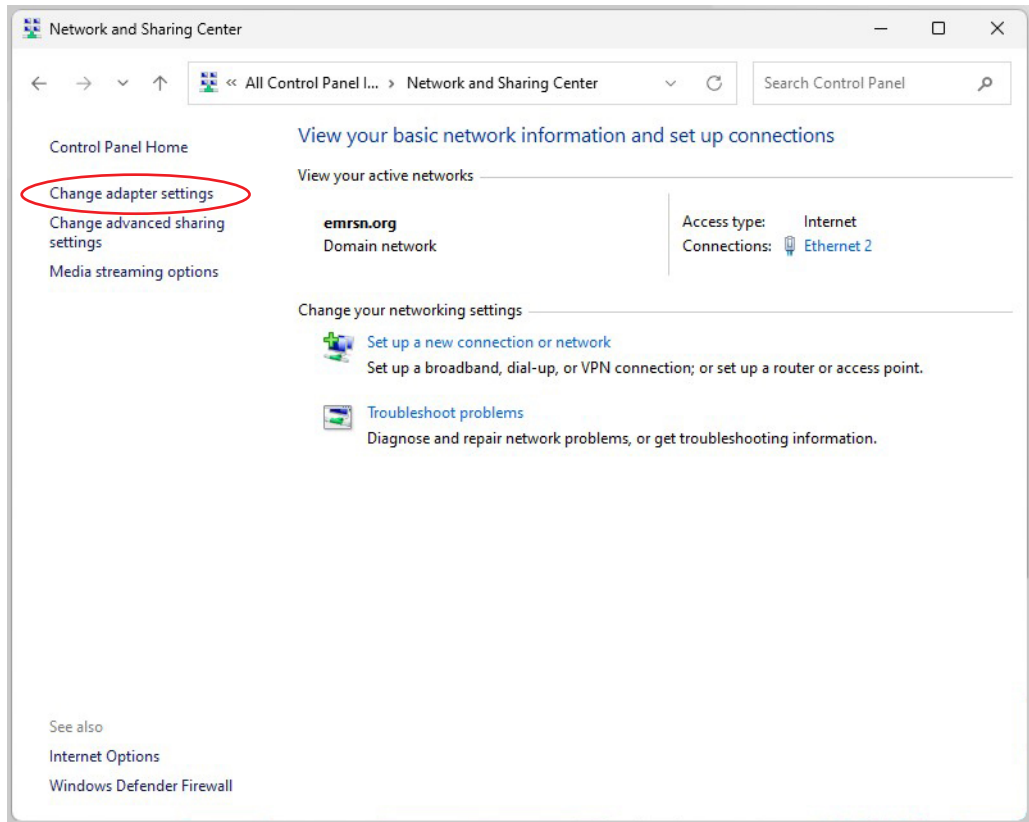 Network and Sharing Center
« All Control Panel I... › Network and Sharing Center
Search Control Panel
Control Panel Home
Change adapter settings
Change advanced sharing
settings
Media streaming options
View your basic network information and set up connections
View your active networks
emrsn.org
Domain network
Access type: Internet
Connections: Ethernet 2
Change your networking settings
Set up a new connection or network
Set up a broadband, dial-up, or VPN connection; or set up a router or access point.
Troubleshoot problems
Diagnose and repair network problems, or get troubleshooting information.
See also
Internet Options
Windows Defender Firewall